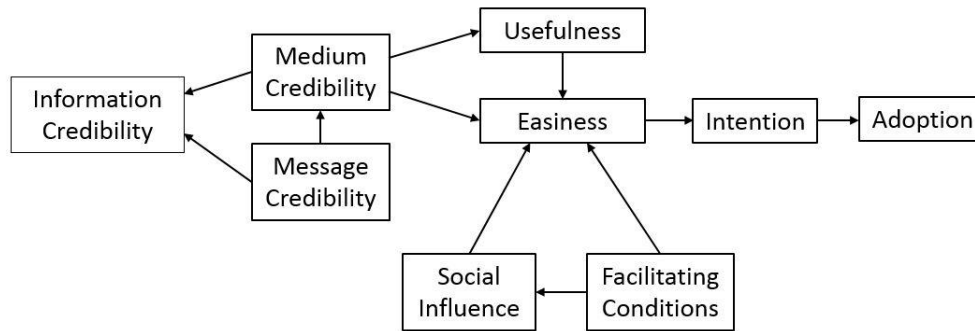 Usefulness
Medium
Credibility
Information
Credibility
Easiness
Intention
Adoption
Message
Credibility
Social
Influence
Facilitating
Conditions